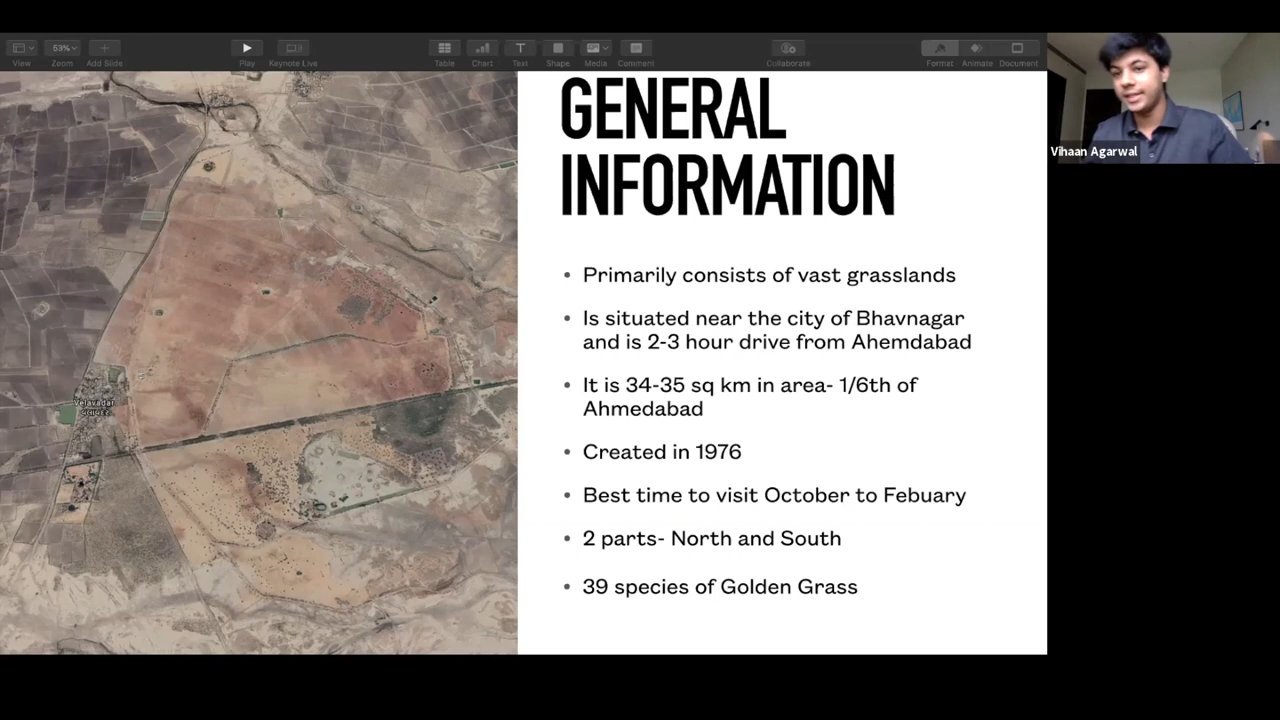 View
53%
Zoom
Add Slide
Play
Keynote Live
Table
Chart
Text
Shape
Media
Comment
Collaborate
Format
Animate
Document
Vihaan Agarwal
GENERAL
INFORMATION
• Primarily consists of vast grasslands
• Is situated near the city of Bhavnagar
and is 2-3 hour drive from Ahemdabad
• It is 34-35 sq km in area- 1/6th of
Ahmedabad
• Created in 1976
• Best time to visit October to Febuary
• 2 parts- North and South
• 39 species of Golden Grass
Velavadar